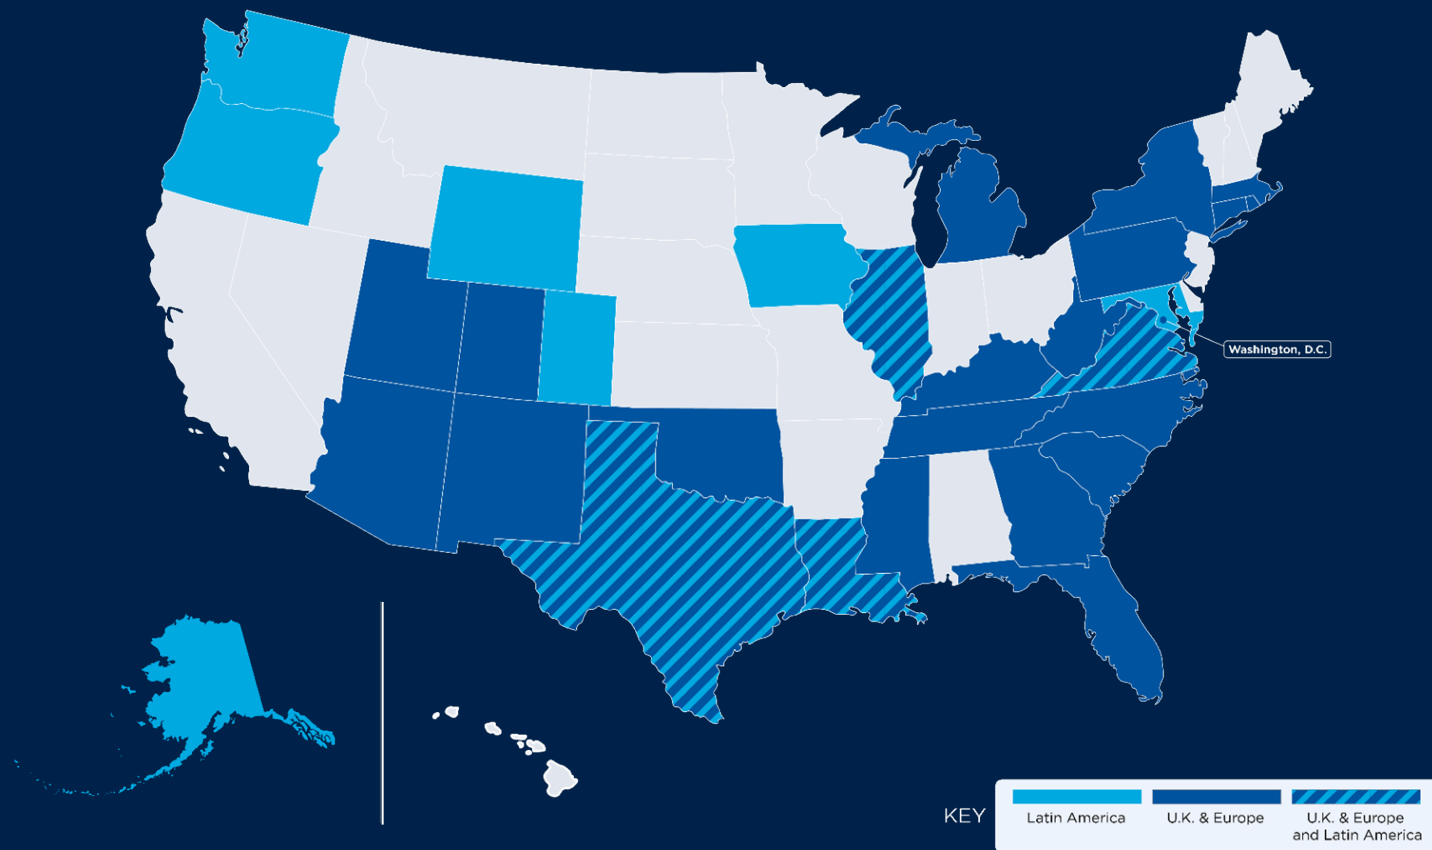 Washington, D.C.
KEY
Latin America
U.K. & Europe
U.K. & Europe
and Latin America